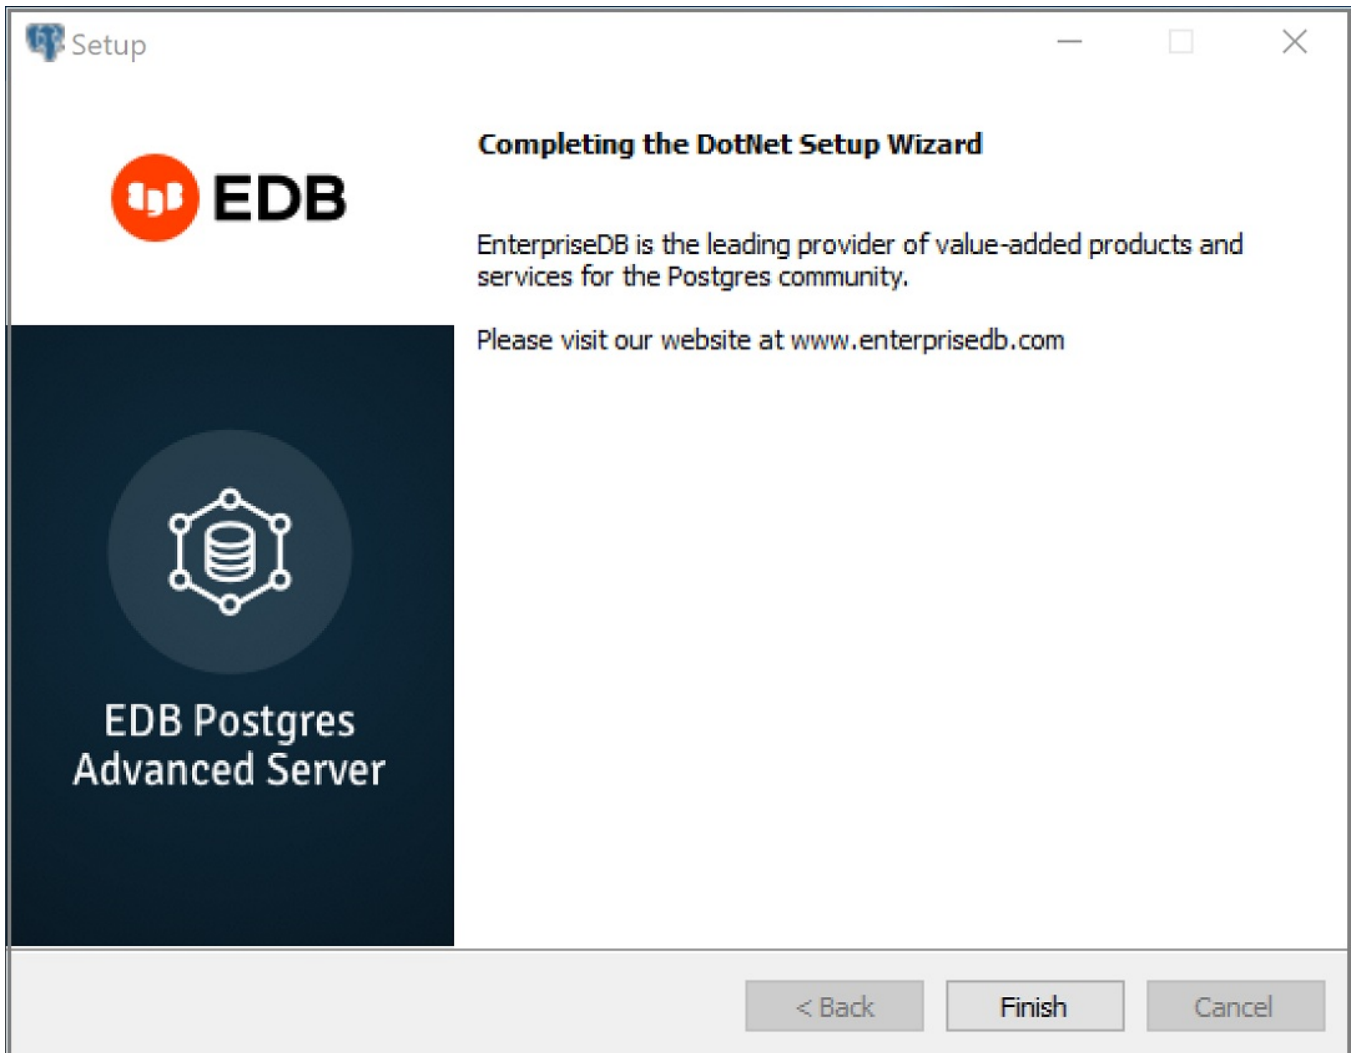 Setup
EDB
Completing the DotNet Setup Wizard
EnterpriseDB is the leading provider of value-added products and
services for the Postgres community.
Please visit our website at www.enterprisedb.com
EDB Postgres
Advanced Server
< Back
Finish
Cancel